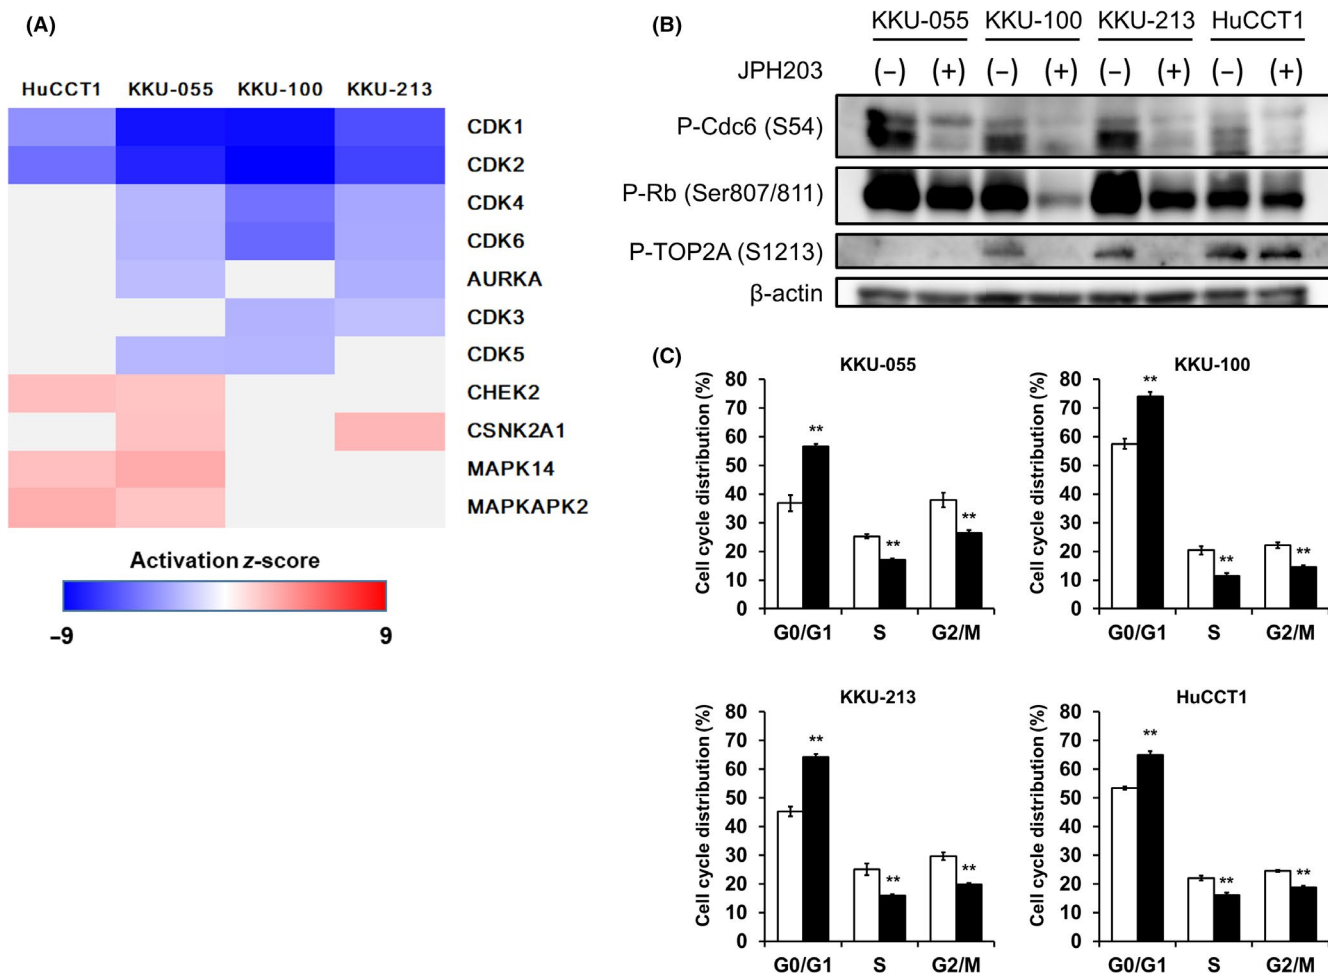 (A)
HuCCT1 KKU-055 KKU-100 KKU-213
CDK1
CDK2
CDK4
CDK6
AURKA
CDK3
CDK5
CHEK2
CSNK2A1
MAPK14
MAPKAPK2
Activation z-score
–9 9
(B)
KKU-055 KKU-100 KKU-213 HuCCT1
JPH203 (–) (+) (–) (+) (–) (+) (–) (+)
P-Cdc6 (S54)
P-Rb (Ser807/811)
P-TOP2A (S1213)
β-actin
(C)
KKU-055
Cell cycle distribution (%)
80
70
60
50
40
30
20
10
0
**
**
**
G0/G1 S G2/M
KKU-100
Cell cycle distribution (%)
80
70
60
50
40
30
20
10
0
**
**
**
G0/G1 S G2/M
KKU-213
Cell cycle distribution (%)
80
70
60
50
40
30
20
10
0
**
**
**
G0/G1 S G2/M
HuCCT1
Cell cycle distribution (%)
80
70
60
50
40
30
20
10
0
**
**
**
G0/G1 S G2/M